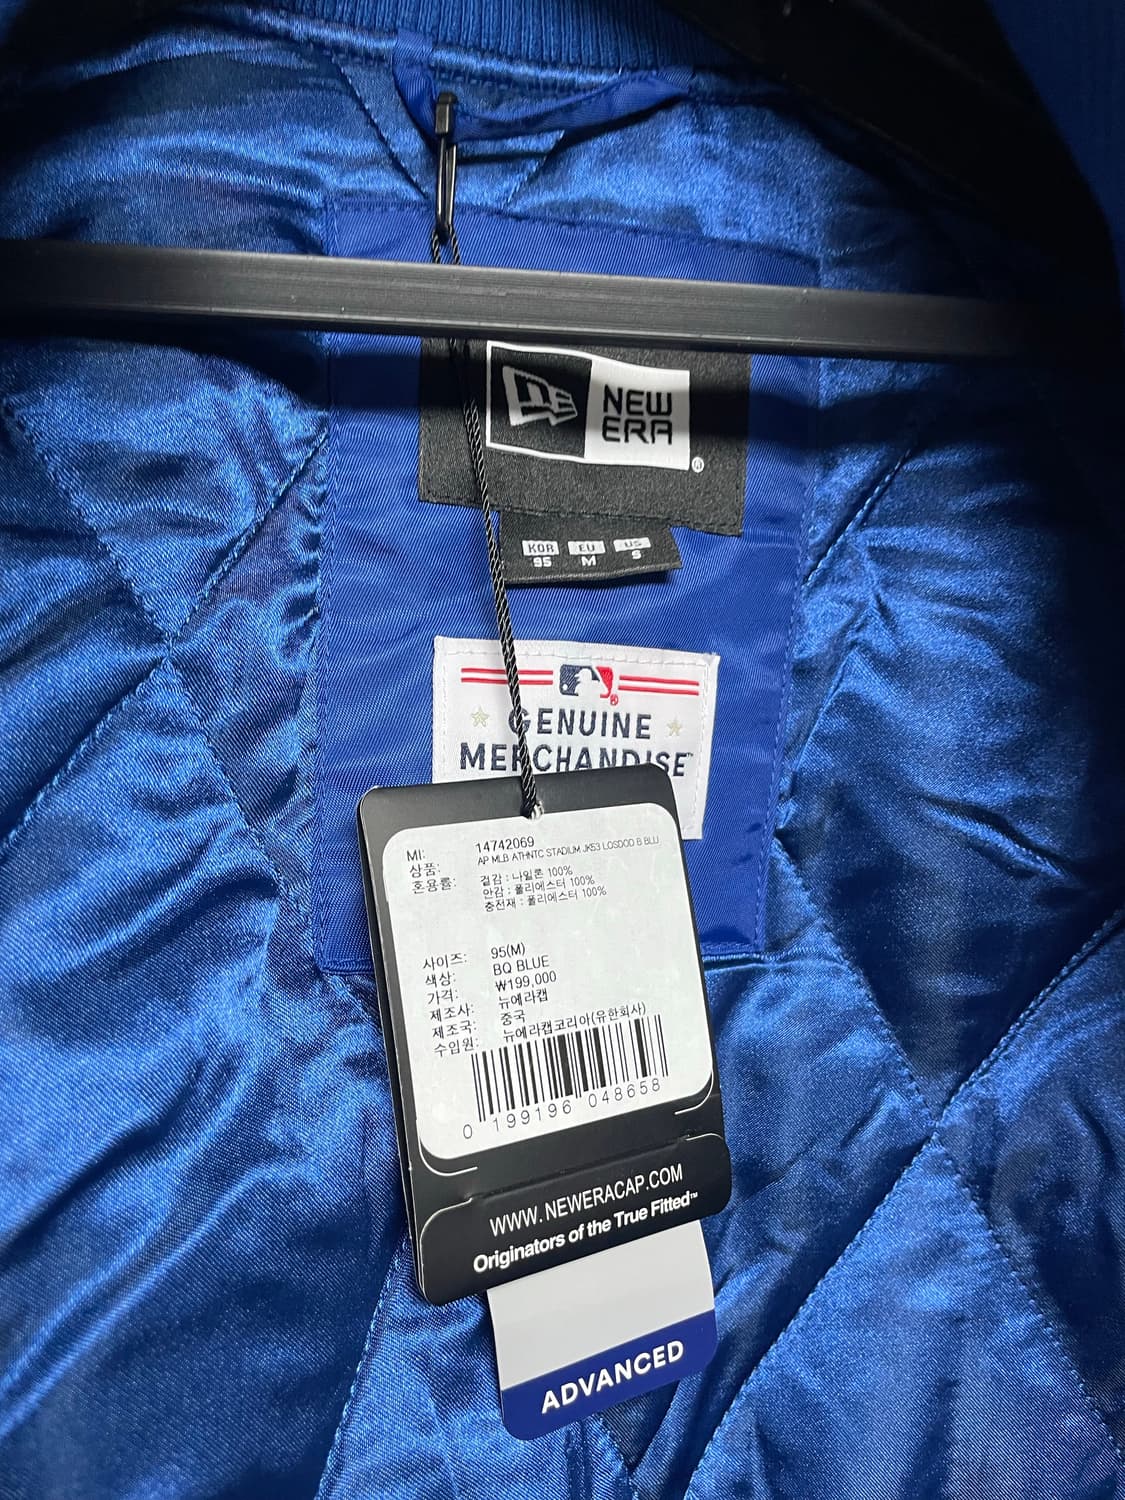 NEW
ERA
®
KOR EU US
95 M S
GENUINE
MERCHANDISE™
MI: 14742069
상품: AP MLB ATHNTC STADIUM JK53 LOSDOD B BLU
혼용률: 겉감 : 나일론 100%
안감 : 폴리에스터 100%
충전재 : 폴리에스터 100%
사이즈: 95(M)
색상: BQ BLUE
가격: ₩199,000
제조사: 뉴에라캡
제조국: 중국
수입원: 뉴에라캡코리아(유한회사)
0 199196 048658
WWW.NEWERACAP.COM
Originators of the True Fitted™
ADVANCED